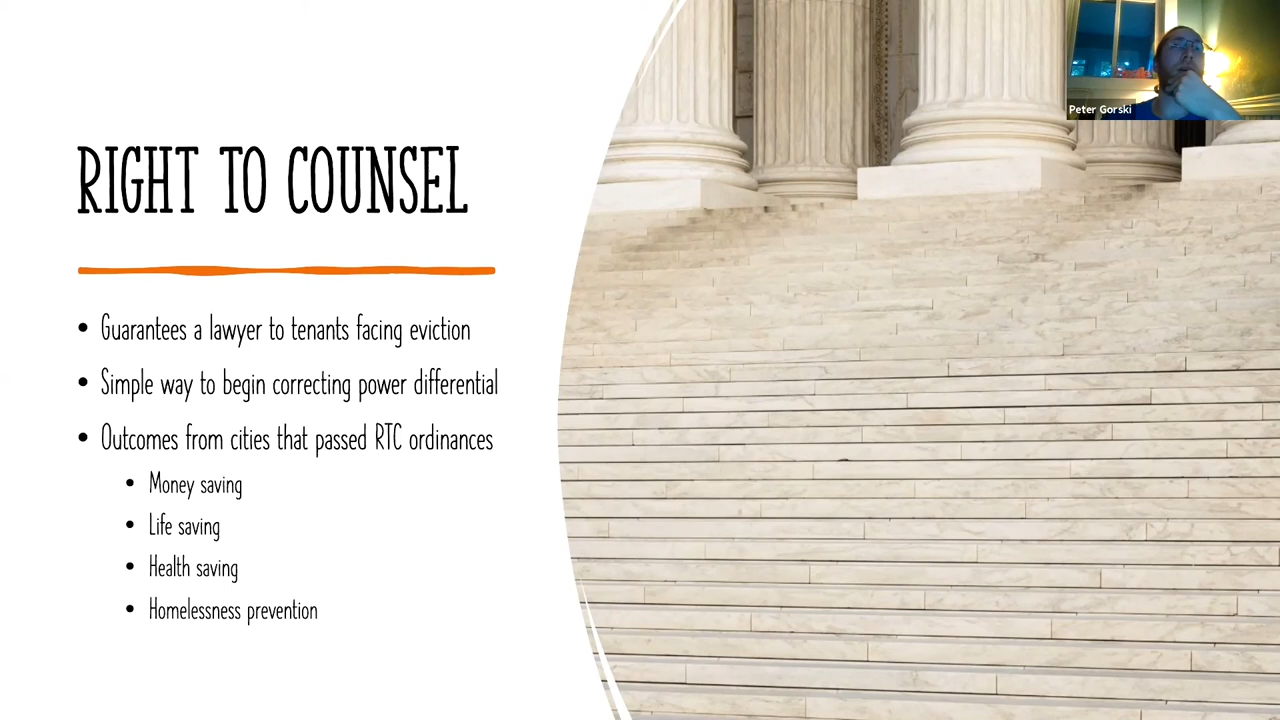 Peter Gorski
RIGHT TO COUNSEL
• Guarantees a lawyer to tenants facing eviction
• Simple way to begin correcting power differential
• Outcomes from cities that passed RTC ordinances
• Money saving
• Life saving
• Health saving
• Homelessness prevention